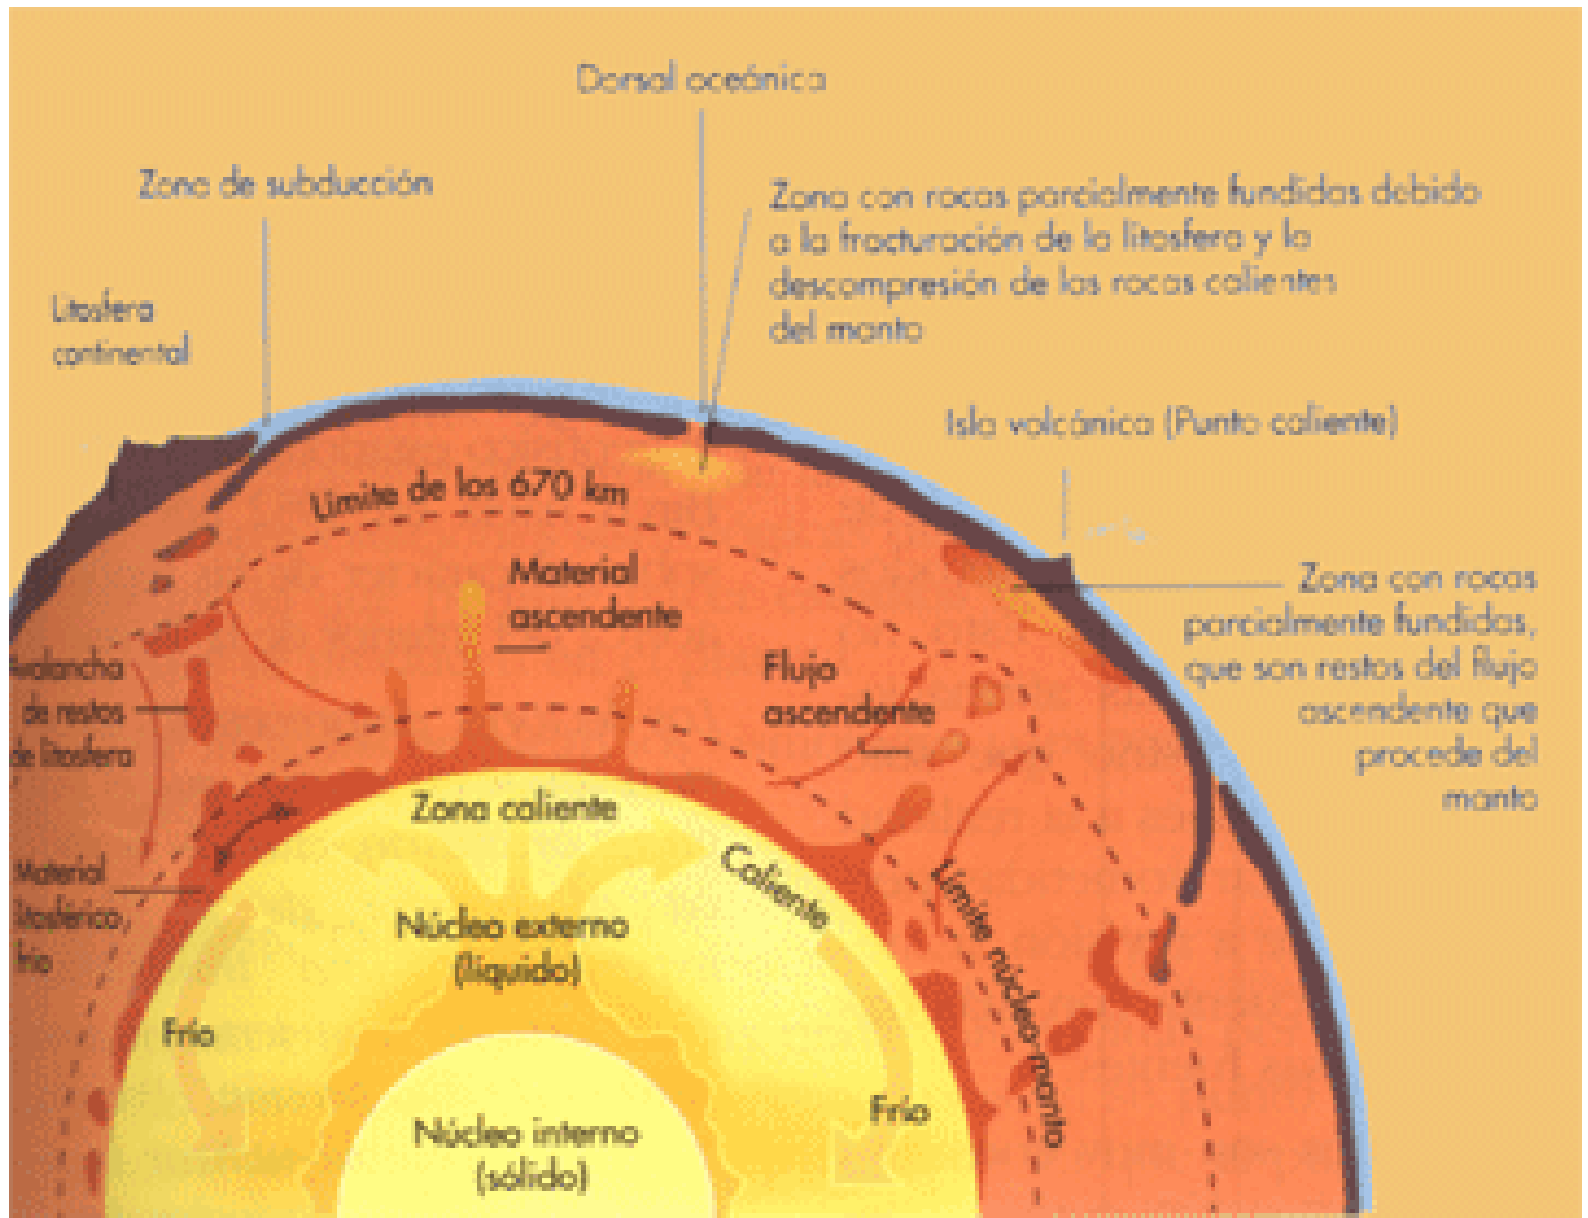 Dorsal oceánica
Zona de subducción
Zona con rocas parcialmente fundidas debido
a la fracturación de la litosfera y la
descompresión de las rocas calientes
del manto
Litosfera
continental
Isla volcánica (Punto caliente)
Límite de los 670 km
Material
ascendente
Zona con rocas
parcialmente fundidas,
que son restos del flujo
ascendente que
procede del
manto
Flujo
ascendente
Avalancha
de restos
de litosfera
Zona caliente
Caliente
Material
litosférico
frío
Límite núcleo-manto
Núcleo externo
(líquido)
Frío
Frío
Núcleo interno
(sólido)